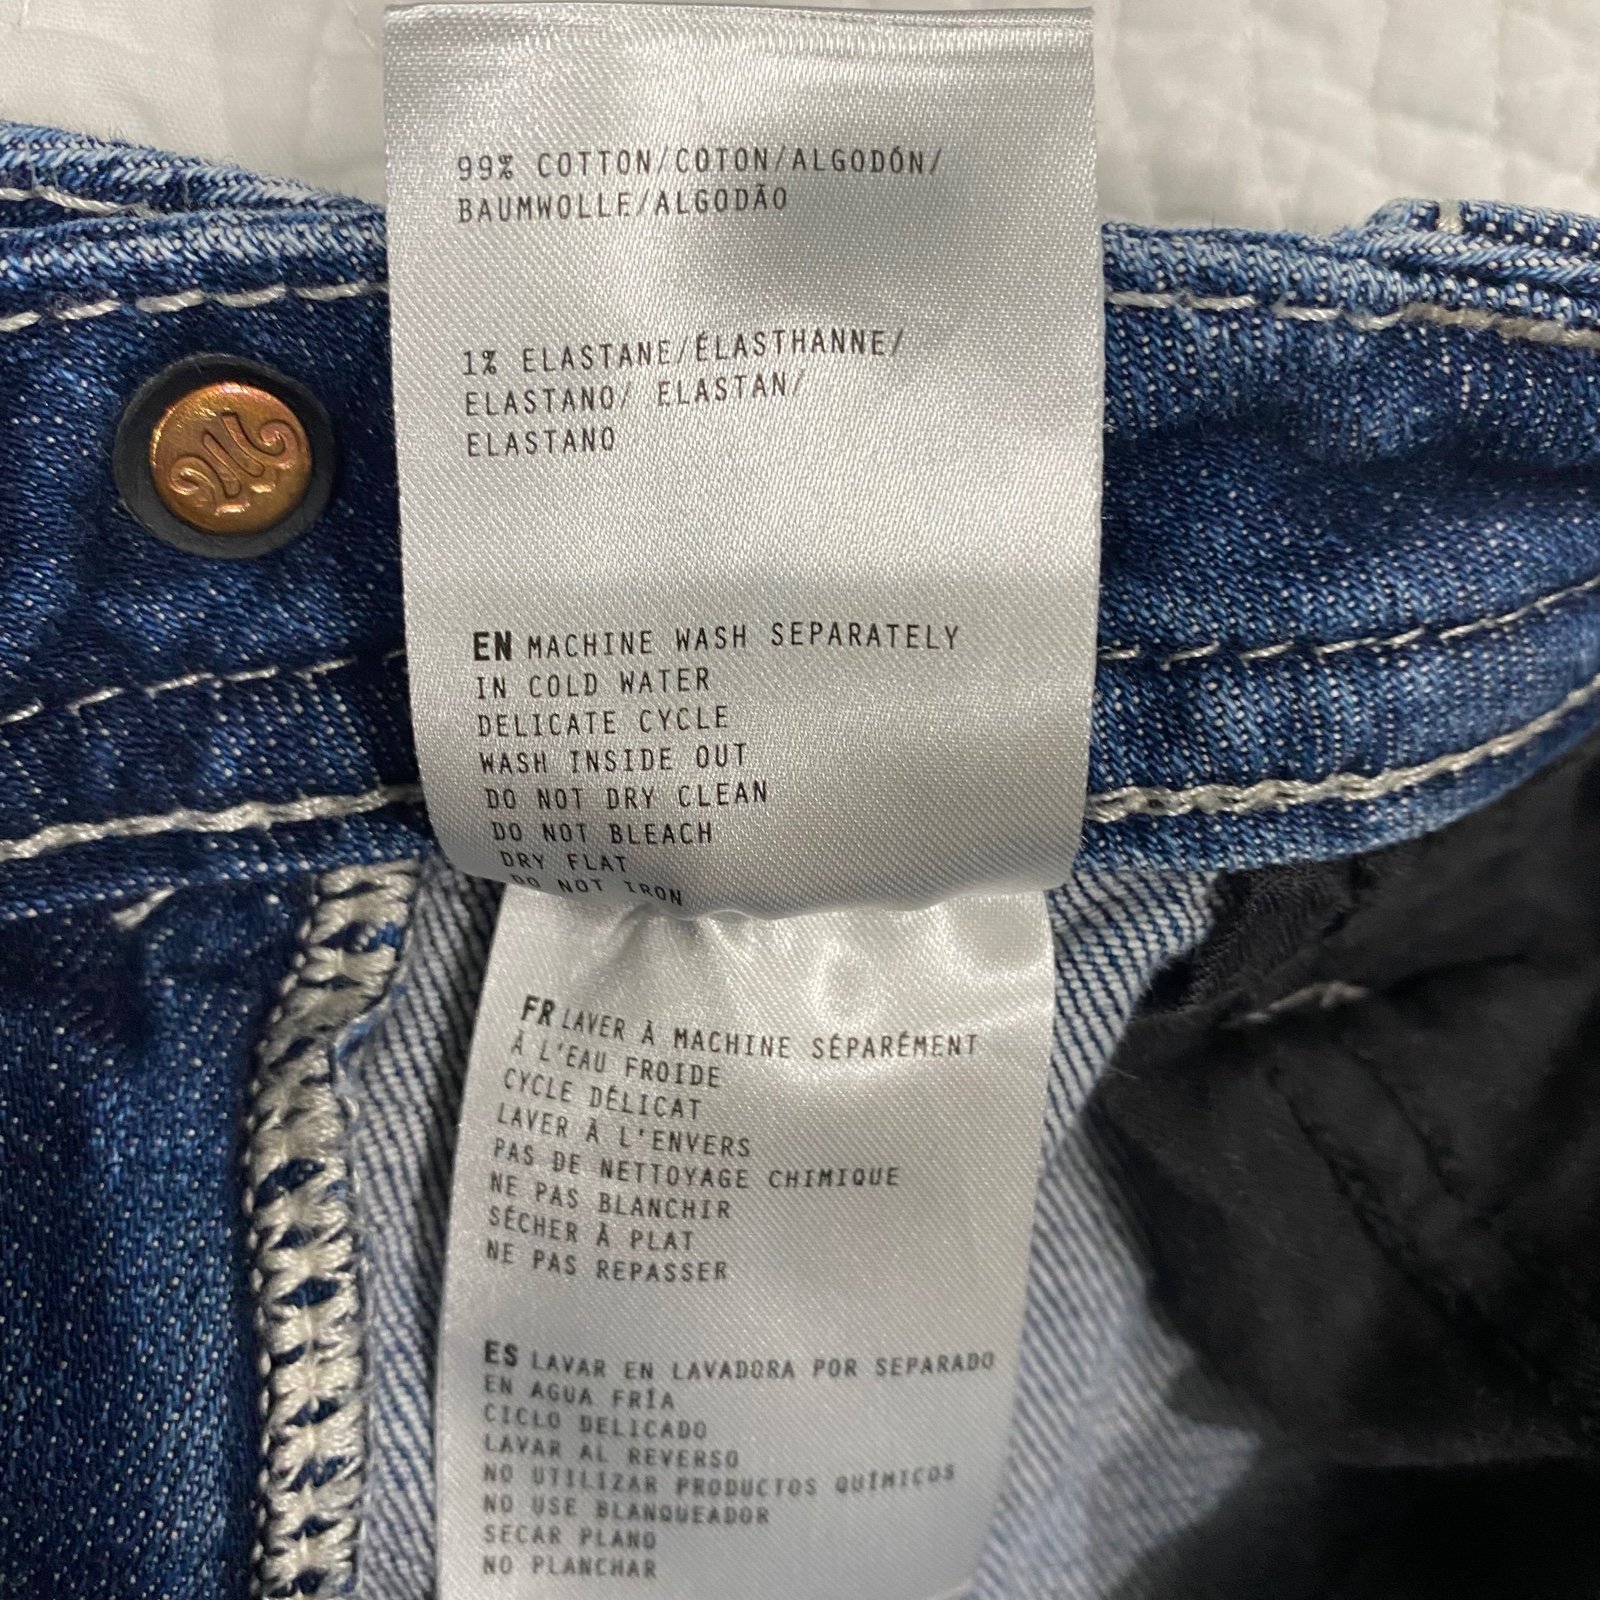 99% COTTON/COTON/ALGODÓN/
BAUMWOLLE/ALGODÃO
1% ELASTANE/ÉLASTHANNE/
ELASTANO/ ELASTAN/
ELASTANO
EN MACHINE WASH SEPARATELY
IN COLD WATER
DELICATE CYCLE
WASH INSIDE OUT
DO NOT DRY CLEAN
DO NOT BLEACH
DRY FLAT
DO NOT IRON
FR LAVER À MACHINE SÉPARÉMENT
À L'EAU FROIDE
CYCLE DÉLICAT
LAVER À L'ENVERS
PAS DE NETTOYAGE CHIMIQUE
NE PAS BLANCHIR
SÉCHER À PLAT
NE PAS REPASSER
ES LAVAR EN LAVADORA POR SEPARADO
EN AGUA FRÍA
CICLO DELICADO
LAVAR AL REVERSO
NO UTILIZAR PRODUCTOS QUÍMICOS
NO USE BLANQUEADOR
SECAR PLANO
NO PLANCHAR